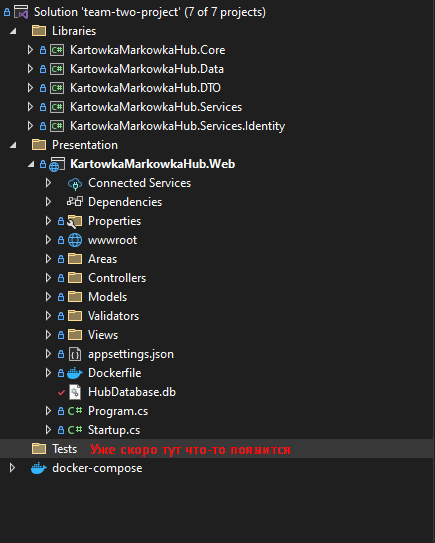 Solution 'team-two-project' (7 of 7 projects)
Libraries
C# KartowkaMarkowkaHub.Core
C# KartowkaMarkowkaHub.Data
C# KartowkaMarkowkaHub.DTO
C# KartowkaMarkowkaHub.Services
C# KartowkaMarkowkaHub.Services.Identity
Presentation
KartowkaMarkowkaHub.Web
Connected Services
Dependencies
Properties
wwwroot
Areas
Controllers
Models
Validators
Views
appsettings.json
Dockerfile
HubDatabase.db
C# Program.cs
C# Startup.cs
Tests Уже скоро тут что-то появится
docker-compose